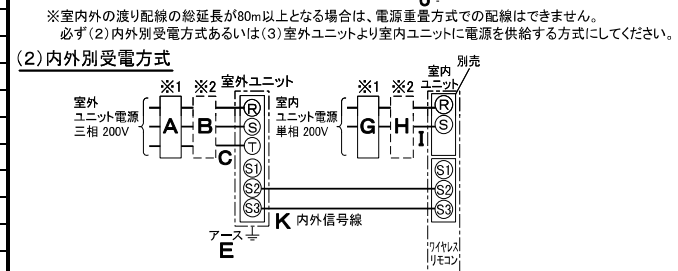 ※室内外の渡り配線の総延長が80m以上となる場合は、電源重畳方式での配線はできません。
必ず(2)内外別受電方式あるいは(3)室外ユニットより室内ユニットに電源を供給する方式にしてください。
(2)内外別受電方式
※1 ※2 室外ユニット
室外
ユニット電源
三相 200V
A
B
C
R
S
T
S1
S2
S3
アース
E
K 内外信号線
※1 ※2 室内
ユニット
別売
室内
ユニット電源
単相 200V
G
H
I
R
S
S1
S2
S3
ワイヤレス
リモコン